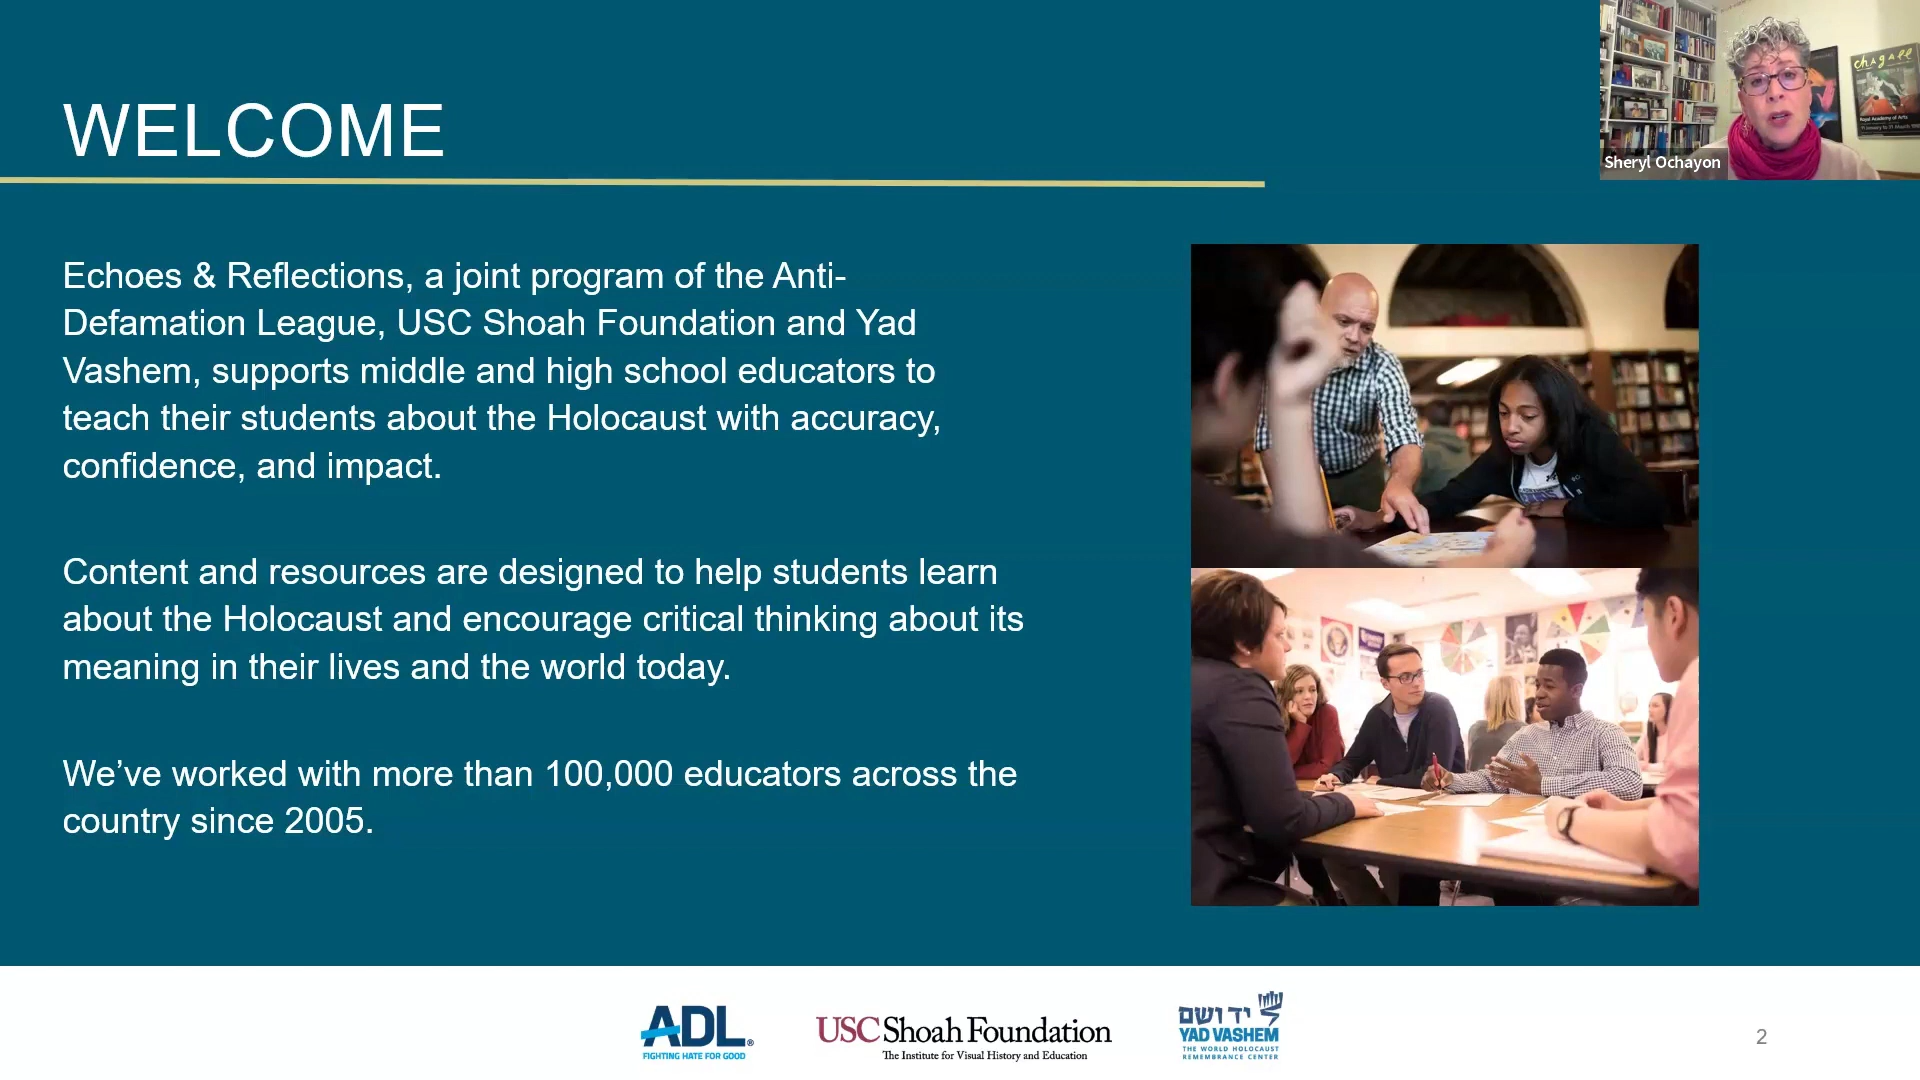 WELCOME
chagall
Royal Academy of Arts
Sheryl Ochayon
Echoes & Reflections, a joint program of the Anti-
Defamation League, USC Shoah Foundation and Yad
Vashem, supports middle and high school educators to
teach their students about the Holocaust with accuracy,
confidence, and impact.
Content and resources are designed to help students learn
about the Holocaust and encourage critical thinking about its
meaning in their lives and the world today.
We’ve worked with more than 100,000 educators across the
country since 2005.
ADL®
FIGHTING HATE FOR GOOD
USC Shoah Foundation
The Institute for Visual History and Education
יד ושם
YAD VASHEM
THE WORLD HOLOCAUST
REMEMBRANCE CENTER
2